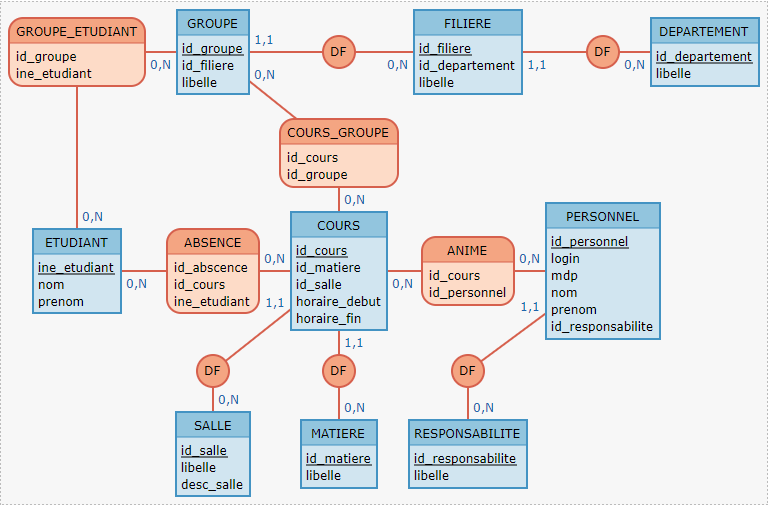 GROUPE_ETUDIANT
id_groupe
ine_etudiant
0,N
GROUPE
id_groupe
id_filiere
libelle
1,1
DF
0,N
FILIERE
id_filiere
id_departement
libelle
1,1
DF
0,N
DEPARTEMENT
id_departement
libelle
0,N
COURS_GROUPE
id_cours
id_groupe
0,N
0,N
ETUDIANT
ine_etudiant
nom
prenom
0,N
ABSENCE
id_abscence
id_cours
ine_etudiant
0,N
COURS
id_cours
id_matiere
id_salle
horaire_debut
horaire_fin
0,N
ANIME
id_cours
id_personnel
0,N
PERSONNEL
id_personnel
login
mdp
nom
prenom
id_responsabilite
1,1
DF
0,N
SALLE
id_salle
libelle
desc_salle
1,1
DF
0,N
MATIERE
id_matiere
libelle
1,1
DF
0,N
RESPONSABILITE
id_responsabilite
libelle